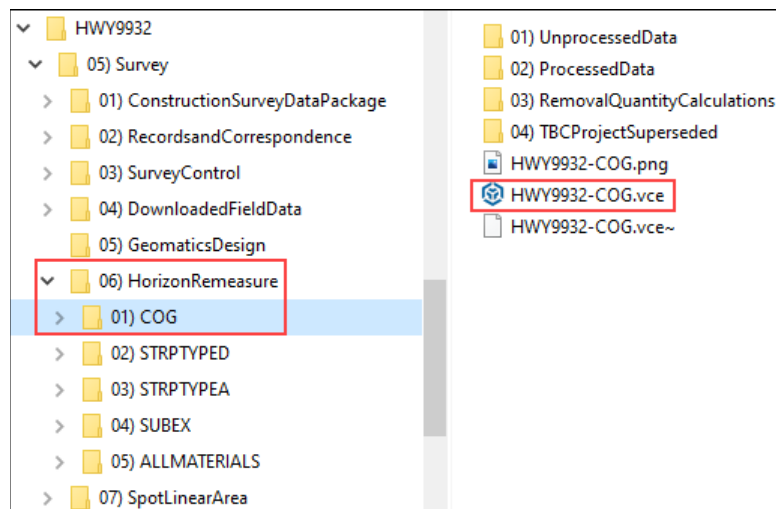 HWY9932
05) Survey
01) ConstructionSurveyDataPackage
02) RecordsandCorrespondence
03) SurveyControl
04) DownloadedFieldData
05) GeomaticsDesign
06) HorizonRemeasure
01) COG
02) STRPTYPED
03) STRPTYPEA
04) SUBEX
05) ALLMATERIALS
07) SpotLinearArea
01) UnprocessedData
02) ProcessedData
03) RemovalQuantityCalculations
04) TBCProjectSuperseded
HWY9932-COG.png
HWY9932-COG.vce
HWY9932-COG.vce~